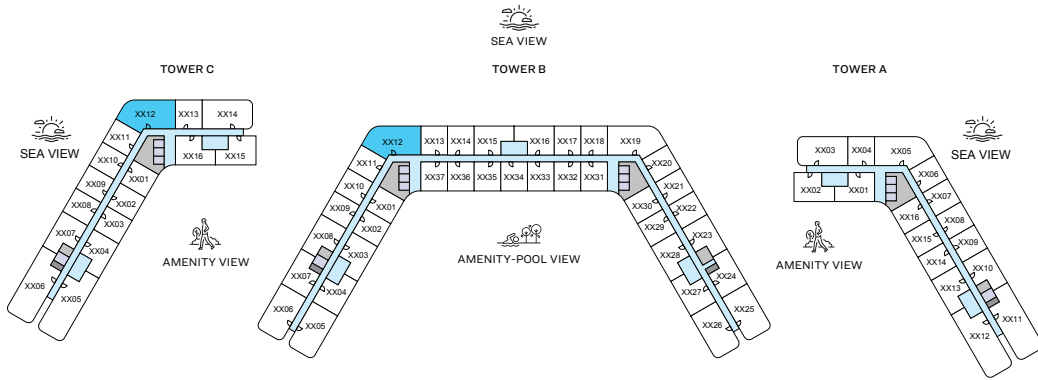 SEA VIEW
TOWER C
TOWER B
TOWER A
SEA VIEW
SEA VIEW
XX12
XX13
XX14
XX11
XX10
XX09
XX08
XX07
XX06
XX16
XX15
XX01
XX02
XX03
XX04
XX05
AMENITY VIEW
XX12
XX13
XX14
XX15
XX16
XX17
XX18
XX19
XX11
XX10
XX09
XX08
XX07
XX06
XX37
XX36
XX35
XX34
XX33
XX32
XX31
XX01
XX02
XX03
XX04
XX05
XX20
XX21
XX22
XX23
XX24
XX25
XX30
XX29
XX28
XX27
XX26
AMENITY-POOL VIEW
XX03
XX04
XX05
XX02
XX01
XX06
XX07
XX08
XX09
XX10
XX11
XX16
XX15
XX14
XX13
XX12
AMENITY VIEW